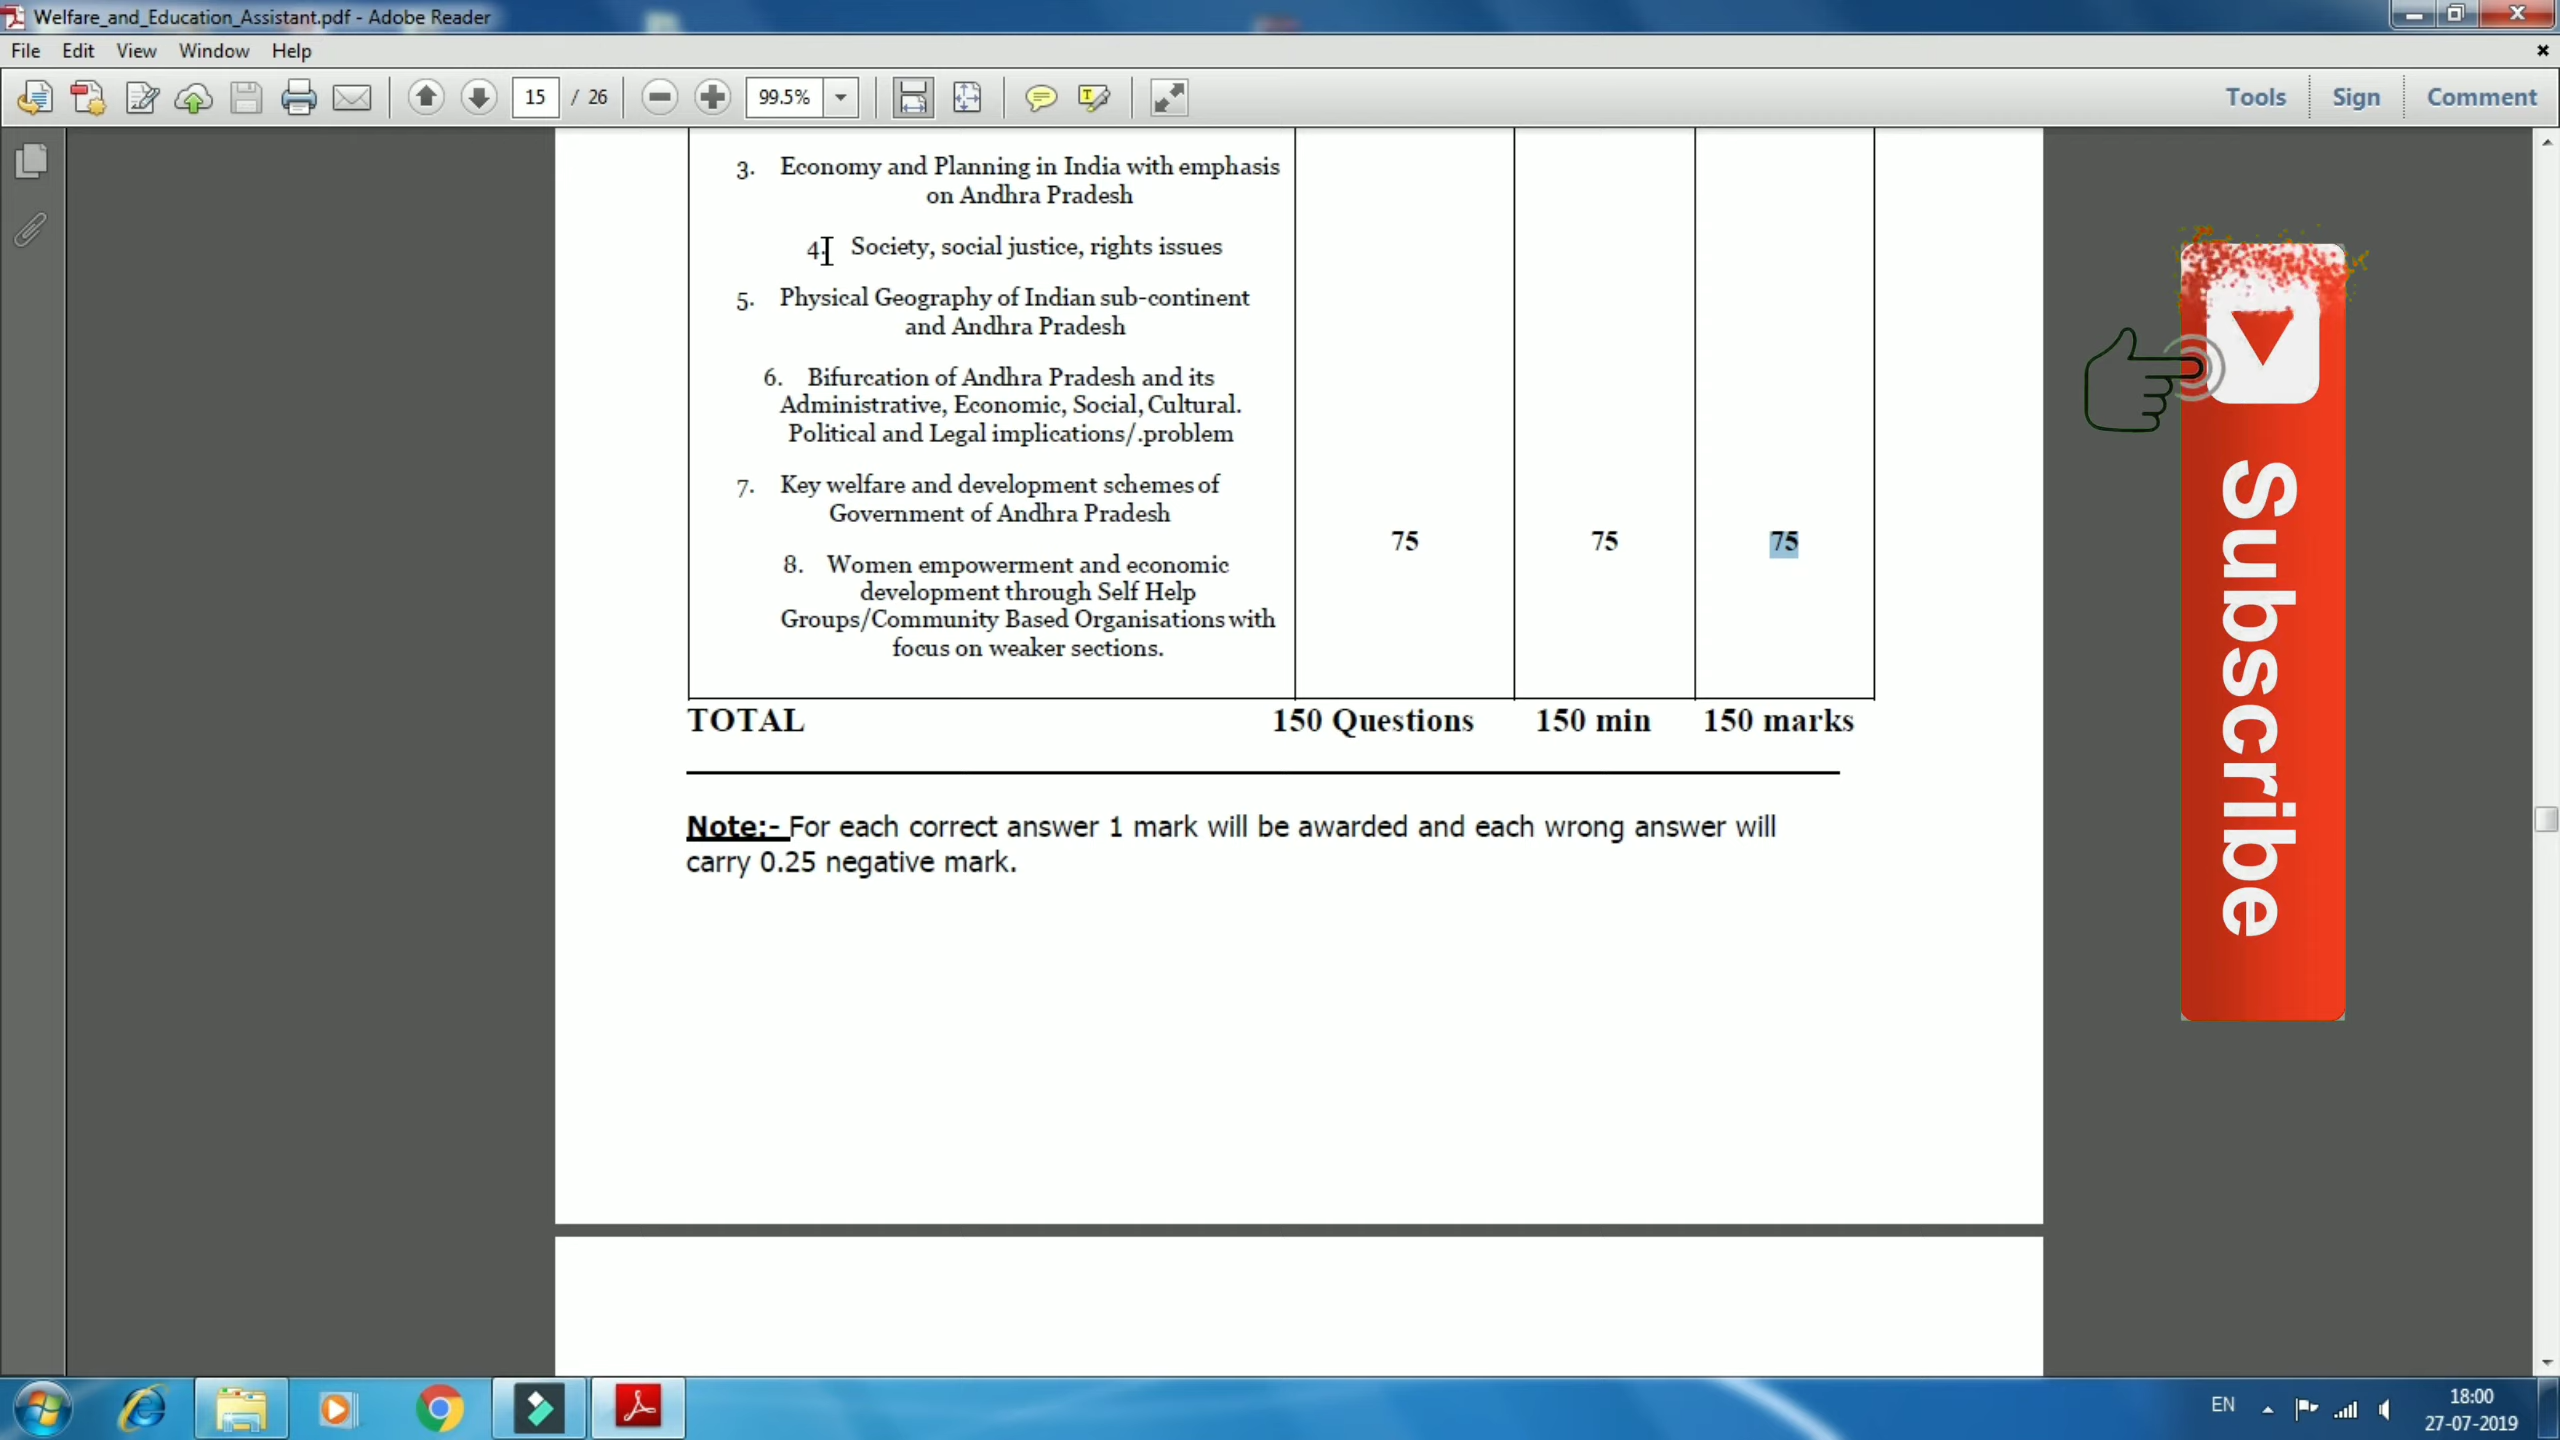 Welfare_and_Education_Assistant.pdf - Adobe Reader
File Edit View Window Help
15 / 26 99.5% Tools Sign Comment
3. Economy and Planning in India with emphasis
on Andhra Pradesh
4. Society, social justice, rights issues
5. Physical Geography of Indian sub-continent
and Andhra Pradesh
6. Bifurcation of Andhra Pradesh and its
Administrative, Economic, Social, Cultural.
Political and Legal implications/.problem
7. Key welfare and development schemes of
Government of Andhra Pradesh
75 75 75
8. Women empowerment and economic
development through Self Help
Groups/Community Based Organisations with
focus on weaker sections.
TOTAL 150 Questions 150 min 150 marks
Note:- For each correct answer 1 mark will be awarded and each wrong answer will
carry 0.25 negative mark.
Subscribe
EN
18:00
27-07-2019